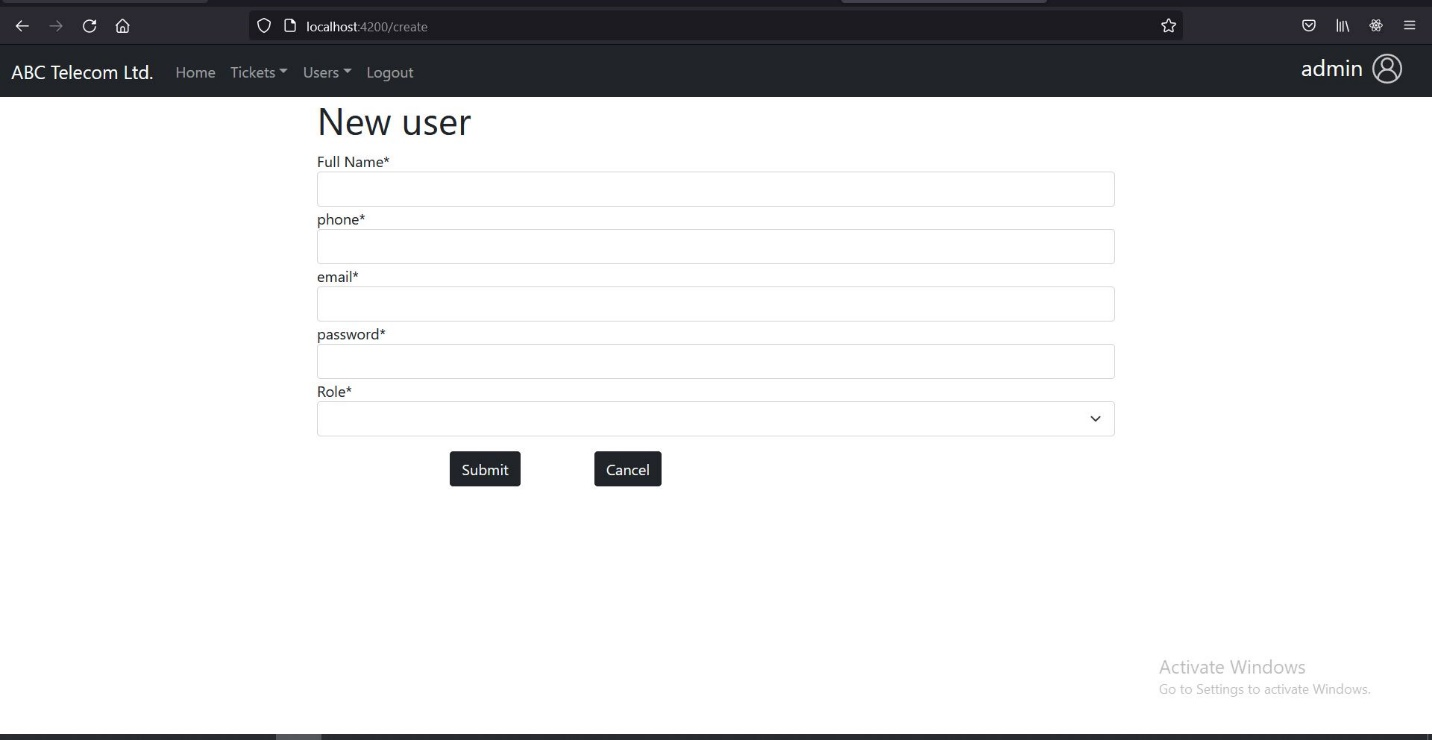 localhost:4200/create
ABC Telecom Ltd. Home Tickets Users Logout admin
New user
Full Name*
phone*
email*
password*
Role*
Submit Cancel
Activate Windows
Go to Settings to activate Windows.